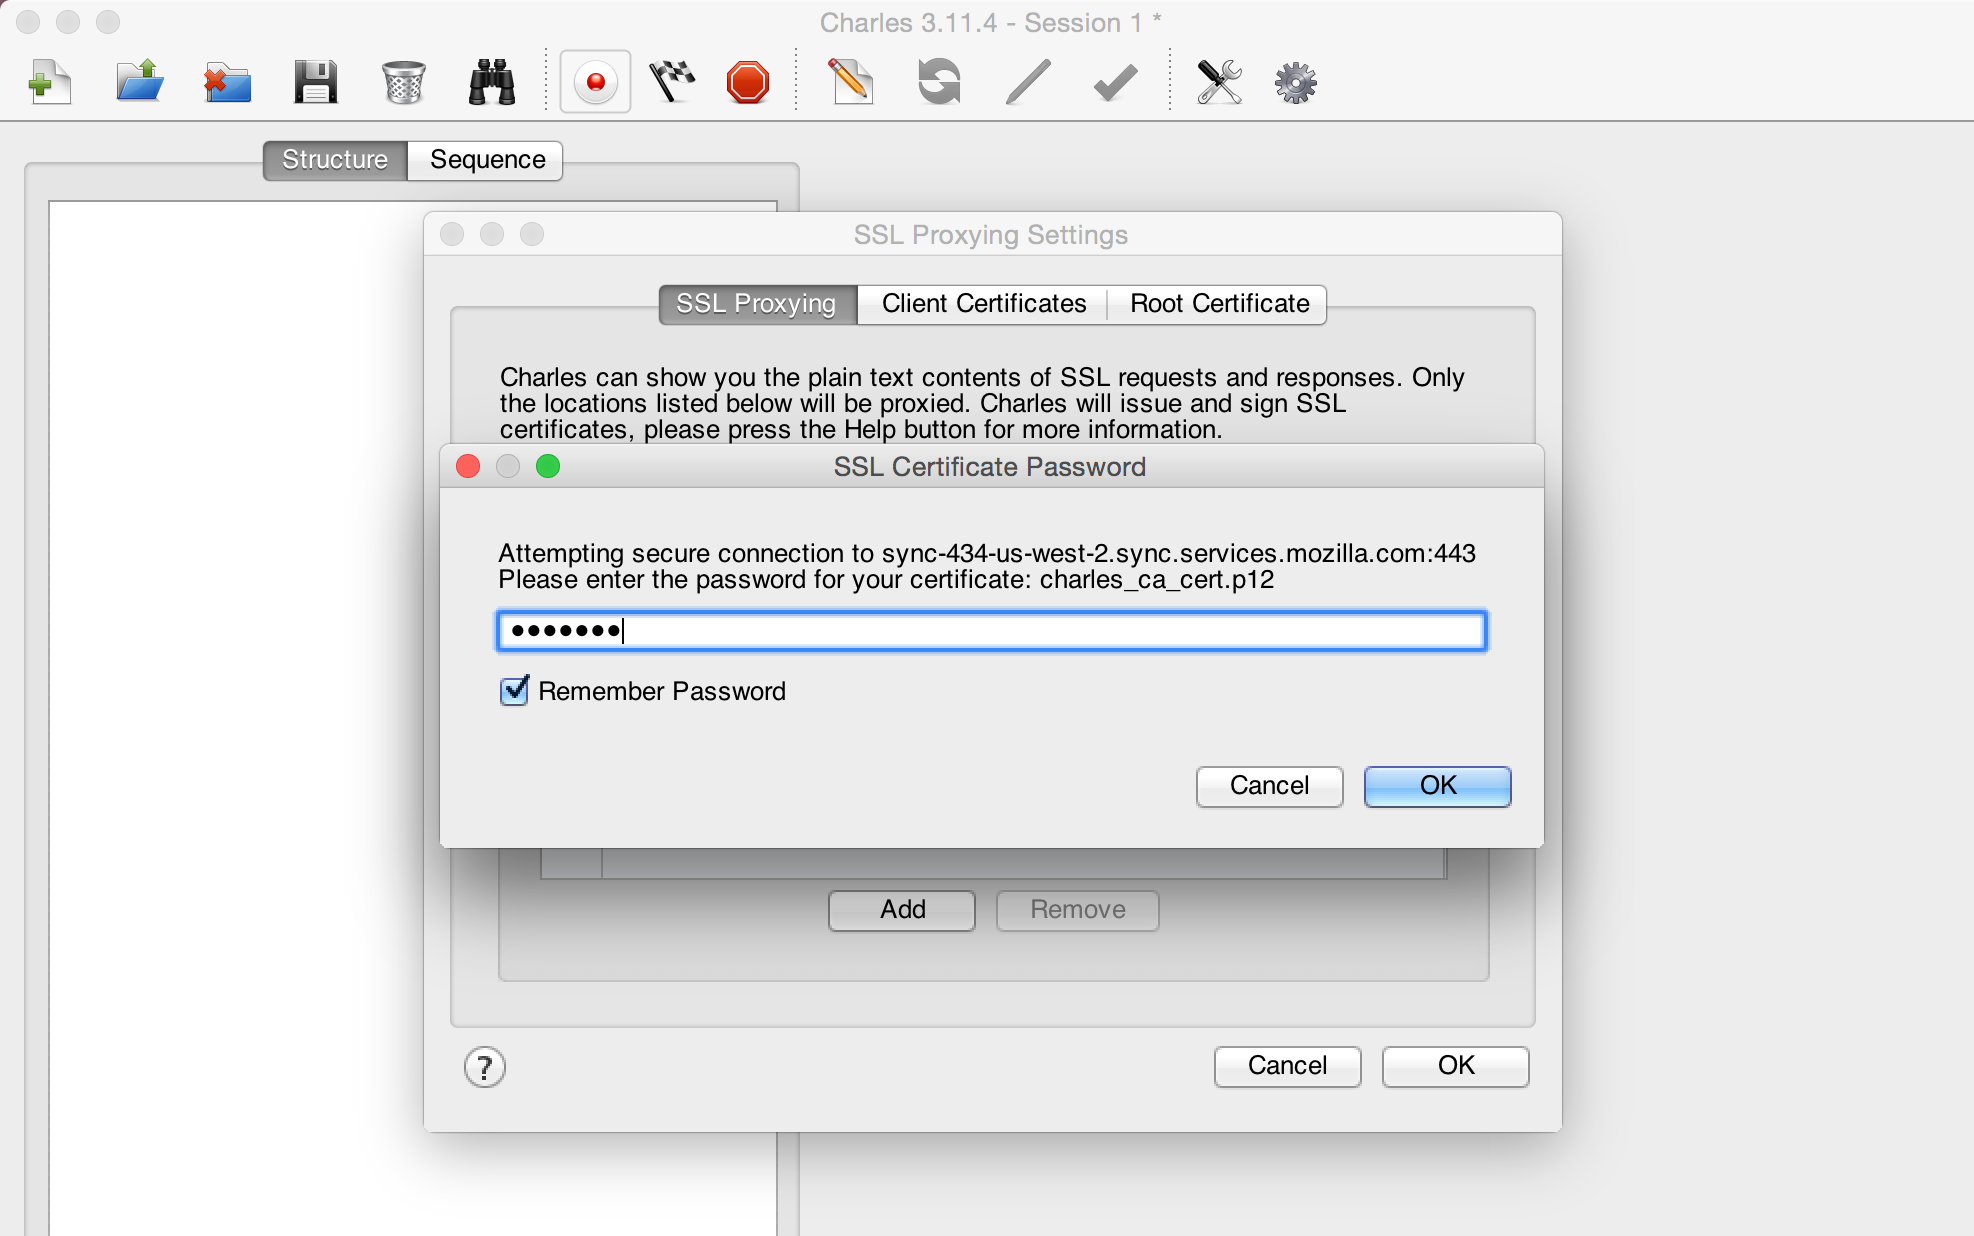 Charles 3.11.4 - Session 1 *
Structure
Sequence
SSL Proxying Settings
SSL Proxying
Client Certificates
Root Certificate
Charles can show you the plain text contents of SSL requests and responses. Only
the locations listed below will be proxied. Charles will issue and sign SSL
certificates, please press the Help button for more information.
SSL Certificate Password
Attempting secure connection to sync-434-us-west-2.sync.services.mozilla.com:443
Please enter the password for your certificate: charles_ca_cert.p12
•••••••
Remember Password
Cancel
OK
Add
Remove
?
Cancel
OK